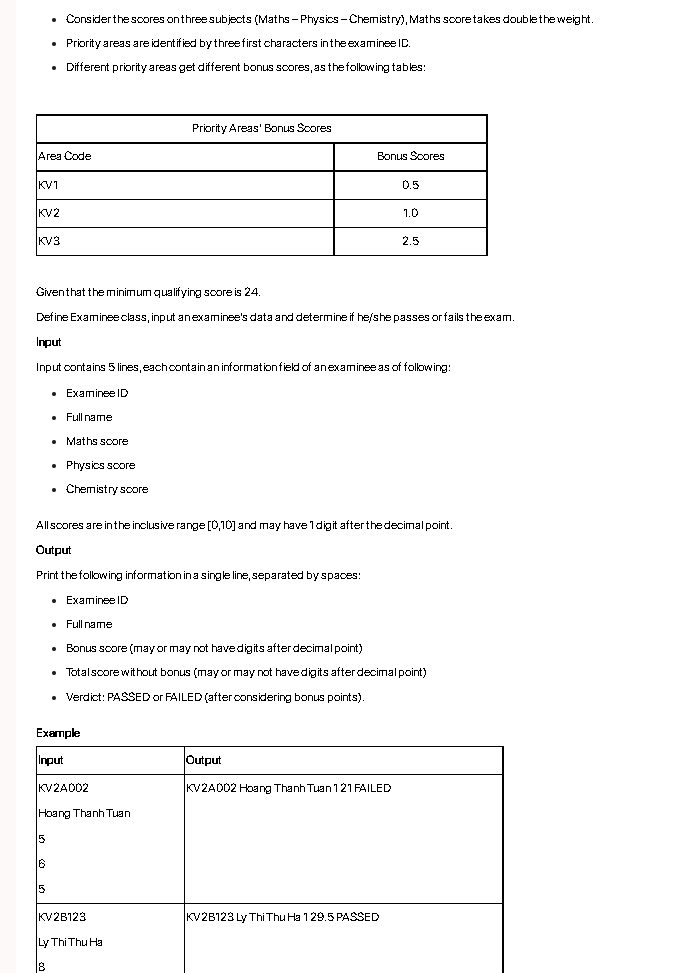 Consider the scores on three subjects (Maths – Physics – Chemistry), Maths score takes double the weight.
Priority areas are identified by three first characters in the examinee ID.
Different priority areas get different bonus scores, as the following tables:
Priority Areas' Bonus Scores
Area Code Bonus Scores
KV1 0.5
KV2 1.0
KV3 2.5
Given that the minimum qualifying score is 24.
Define Examinee class, input an examinee's data and determine if he/she passes or fails the exam.
Input
Input contains 5 lines, each contain an information field of an examinee as of following:
Examinee ID
Full name
Maths score
Physics score
Chemistry score
All scores are in the inclusive range [0,10] and may have 1 digit after the decimal point.
Output
Print the following information in a single line, separated by spaces:
Examinee ID
Full name
Bonus score (may or may not have digits after decimal point)
Total score without bonus (may or may not have digits after decimal point)
Verdict: PASSED or FAILED (after considering bonus points).
Example
Input Output
KV2A002 KV2A002 Hoang Thanh Tuan 1 21 FAILED
Hoang Thanh Tuan
5
6
5
KV2B123 KV2B123 Ly Thi Thu Ha 1 29.5 PASSED
Ly Thi Thu Ha
8